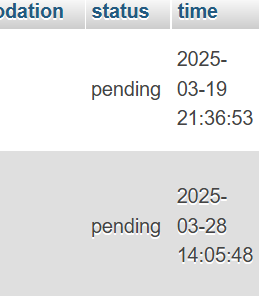 odation status time
2025-
pending 03-19
21:36:53
2025-
pending 03-28
14:05:48